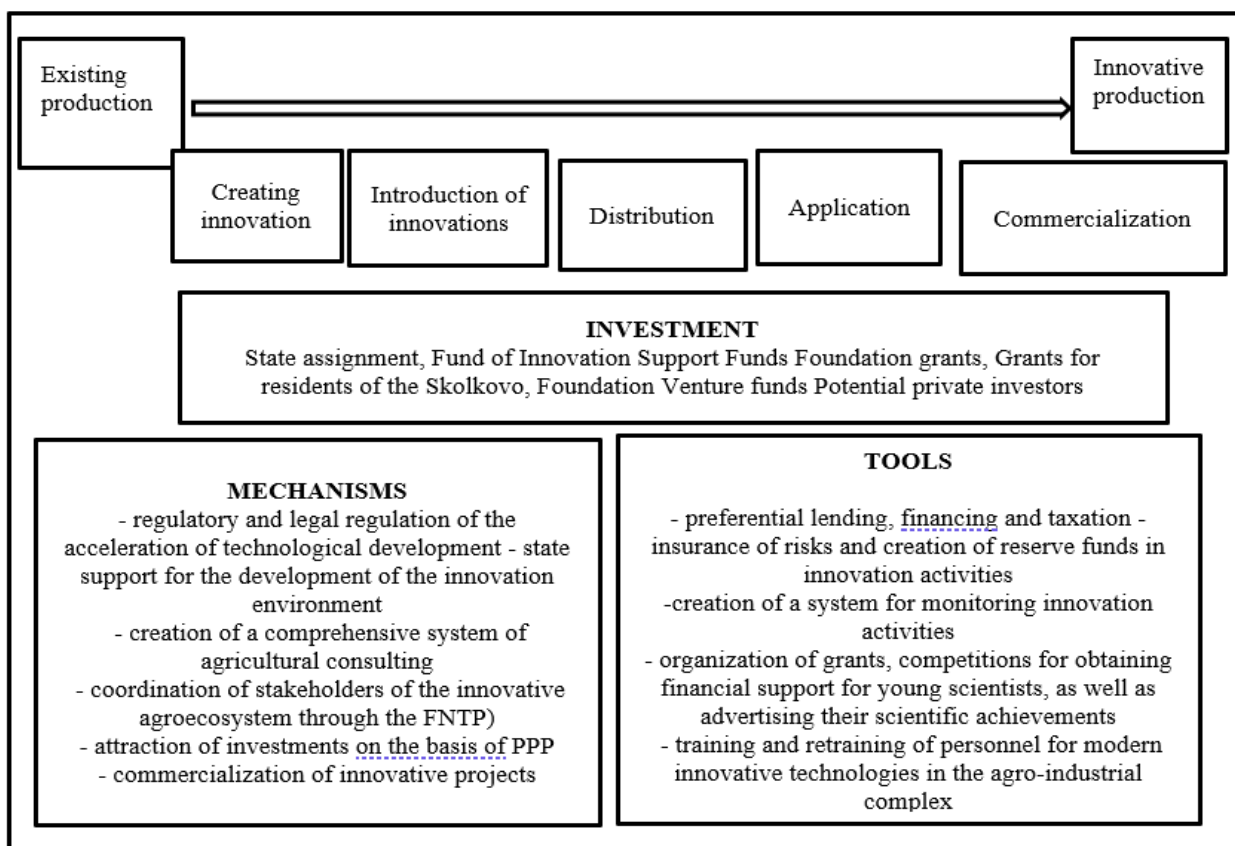 Existing
production
Innovative
production
Creating
innovation
Introduction of
innovations
Distribution
Application
Commercialization
INVESTMENT
State assignment, Fund of Innovation Support Funds Foundation grants, Grants for
residents of the Skolkovo, Foundation Venture funds Potential private investors
MECHANISMS
- regulatory and legal regulation of the
acceleration of technological development - state
support for the development of the innovation
environment
- creation of a comprehensive system of
agricultural consulting
- coordination of stakeholders of the innovative
agroecosystem through the FNTP)
- attraction of investments on the basis of PPP
- commercialization of innovative projects
TOOLS
- preferential lending, financing and taxation -
insurance of risks and creation of reserve funds in
innovation activities
-creation of a system for monitoring innovation
activities
- organization of grants, competitions for obtaining
financial support for young scientists, as well as
advertising their scientific achievements
- training and retraining of personnel for modern
innovative technologies in the agro-industrial
complex